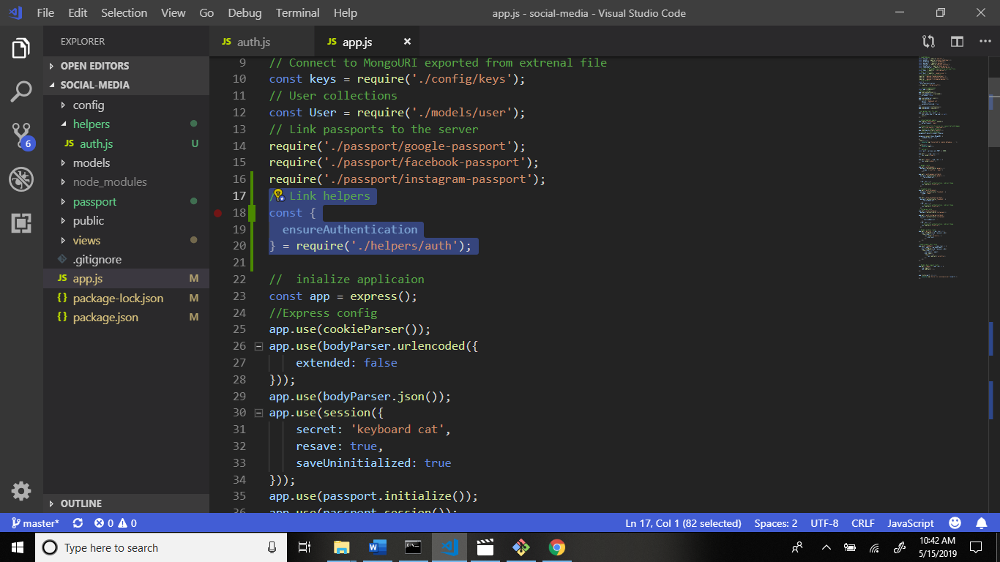 File Edit Selection View Go Debug Terminal Help
app.js - social-media - Visual Studio Code
EXPLORER
OPEN EDITORS
SOCIAL-MEDIA
config
helpers
JS auth.js U
models
node_modules
passport
public
views
.gitignore
JS app.js M
{} package-lock.json M
{} package.json M
OUTLINE
6
JS auth.js
JS app.js
9 // Connect to MongoURI exported from extrenal file
10 const keys = require('./config/keys');
11 // User collections
12 const User = require('./models/user');
13 // Link passports to the server
14 require('./passport/google-passport');
15 require('./passport/facebook-passport');
16 require('./passport/instagram-passport');
17 // Link helpers
18 const {
19 ensureAuthentication
20 } = require('./helpers/auth');
21
22 //  inialize applicaion
23 const app = express();
24 //Express config
25 app.use(cookieParser());
26 app.use(bodyParser.urlencoded({
27 extended: false
28 }));
29 app.use(bodyParser.json());
30 app.use(session({
31 secret: 'keyboard cat',
32 resave: true,
33 saveUninitialized: true
34 }));
35 app.use(passport.initialize());
36 app.use(passport.session());
master* 0 0
Ln 17, Col 1 (82 selected) Spaces: 2 UTF-8 CRLF JavaScript
Type here to search
10:42 AM
5/15/2019